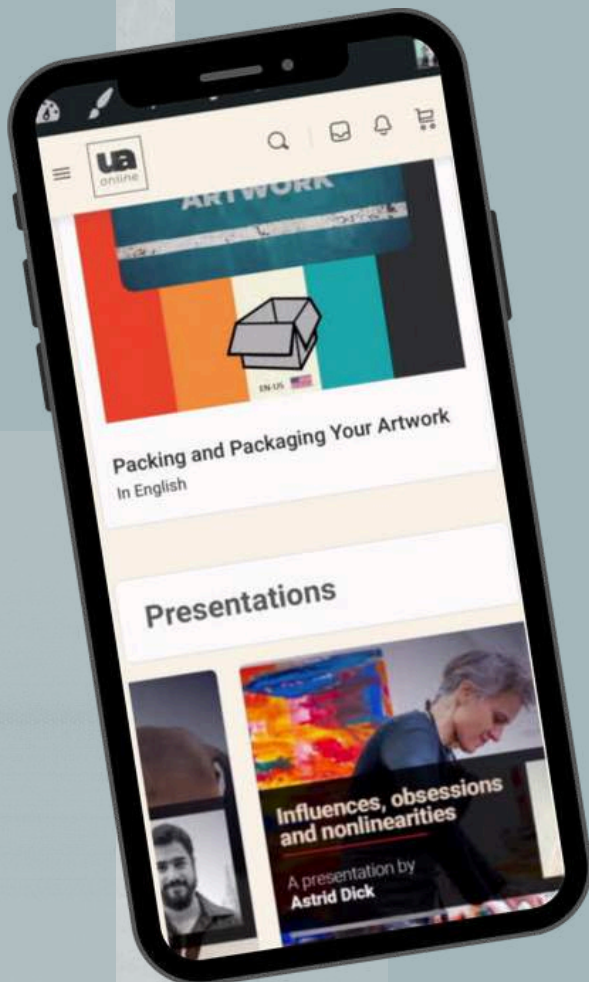 ua
online
ARTWORK
EN-US
Packing and Packaging Your Artwork
In English
Presentations
Influences, obsessions
and nonlinearities
A presentation by
Astrid Dick